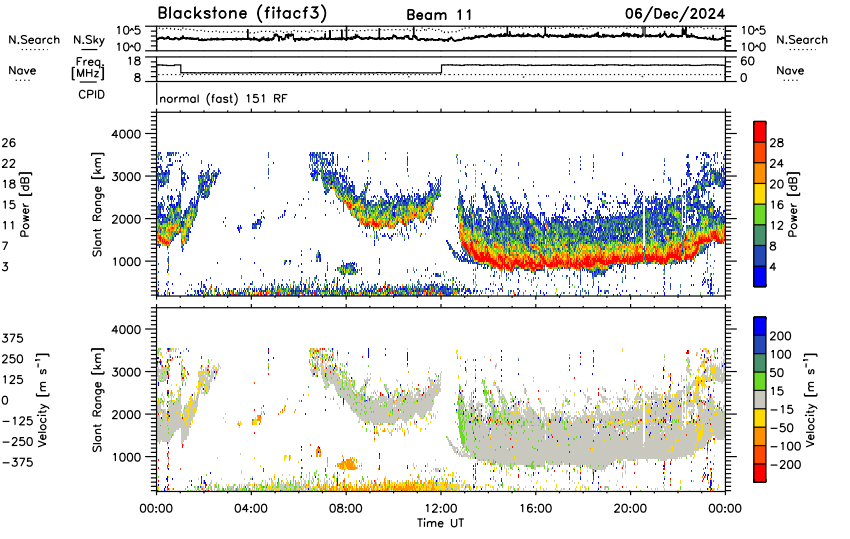 Blackstone (fitacf3) Beam 11 06/Dec/2024
N.Search N.Sky 10^5 10^0 10^5 10^0 N.Search
Nave Freq. [MHz] 18 8 60 0 Nave
CPID normal (fast) 151 RF
26 22 18 15 11 7 3
Power [dB]
Slant Range [km]
4000 3000 2000 1000
28 24 20 16 12 8 4
Power [dB]
375 250 125 0 −125 −250 −375
Velocity [m s⁻¹]
Slant Range [km]
4000 3000 2000 1000
200 100 50 15 −15 −50 −100 −200
Velocity [m s⁻¹]
00:00 04:00 08:00 12:00 16:00 20:00 00:00
Time UT